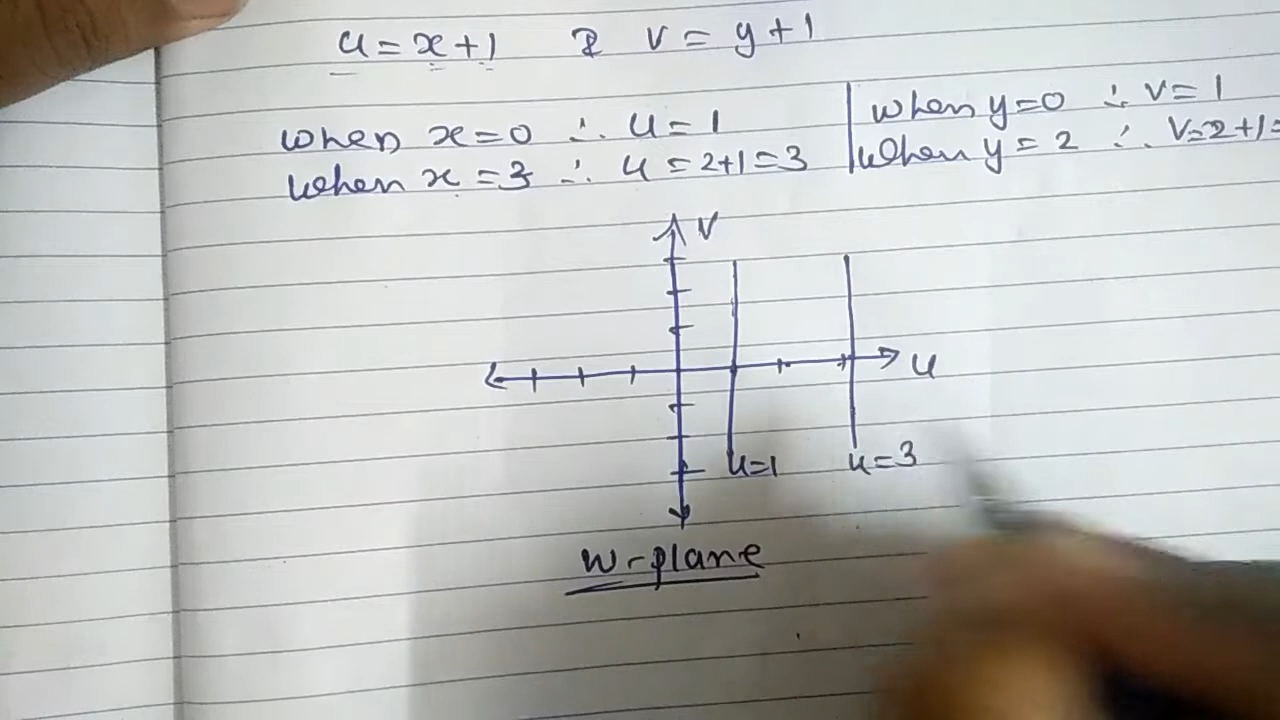 u = x + 1 & v = y + 1
when x = 0 ∴ u = 1
when x = 3 ∴ u = 2+1 = 3
when y = 0 ∴ v = 1
when y = 2 ∴ v = 2+1 =
v
u
u=1
u=3
w-plane